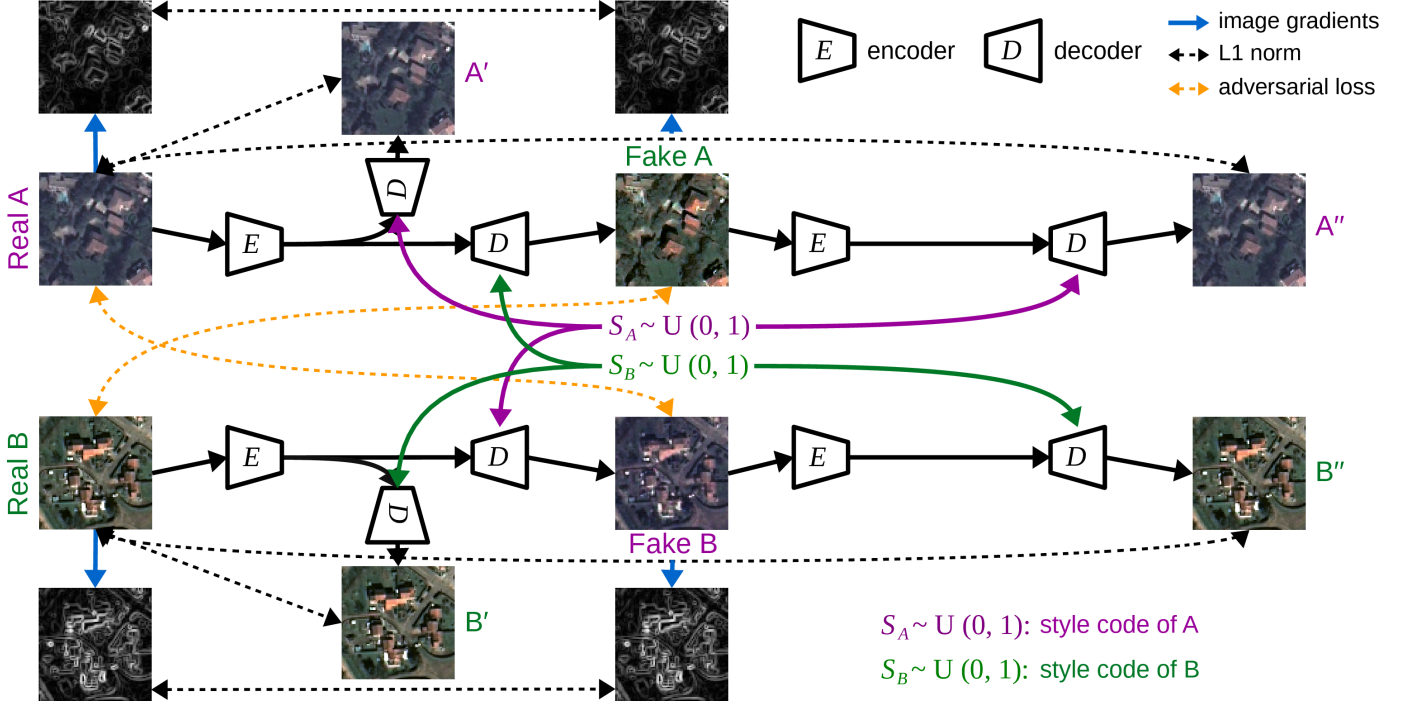 image gradients
E encoder D decoder
L1 norm
A′
adversarial loss
Fake A
D
Real A
E D E D
A″
S_A ~ U (0, 1)
S_B ~ U (0, 1)
Real B
E D E D
B″
D
Fake B
B′
S_A ~ U (0, 1): style code of A
S_B ~ U (0, 1): style code of B